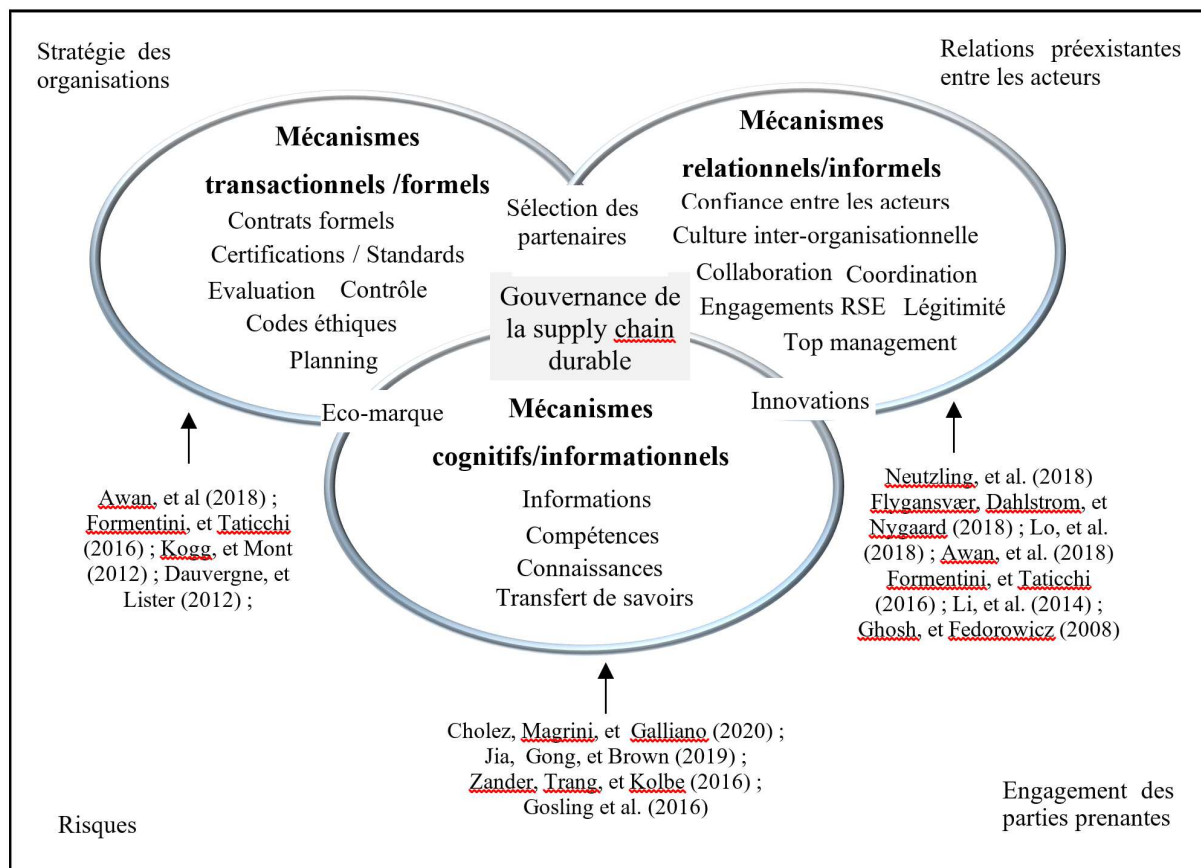 Stratégie des
organisations
Relations préexistantes
entre les acteurs
Mécanismes
transactionnels /formels
Contrats formels
Certifications / Standards
Evaluation Contrôle
Codes éthiques
Planning
Sélection des
partenaires
Mécanismes
relationnels/informels
Confiance entre les acteurs
Culture inter-organisationnelle
Collaboration Coordination
Engagements RSE Légitimité
Top management
Gouvernance de
la supply chain
durable
Eco-marque
Innovations
Mécanismes
cognitifs/informationnels
Informations
Compétences
Connaissances
Transfert de savoirs
Awan, et al (2018) ;
Formentini, et Taticchi
(2016) ; Kogg, et Mont
(2012) ; Dauvergne, et
Lister (2012) ;
Neutzling, et al. (2018)
Flygansvær, Dahlstrom, et
Nygaard (2018) ; Lo, et al.
(2018) ; Awan, et al. (2018)
Formentini, et Taticchi
(2016) ; Li, et al. (2014) ;
Ghosh, et Fedorowicz (2008)
Cholez, Magrini, et Galliano (2020) ;
Jia, Gong, et Brown (2019) ;
Zander, Trang, et Kolbe (2016) ;
Gosling et al. (2016)
Risques
Engagement des
parties prenantes